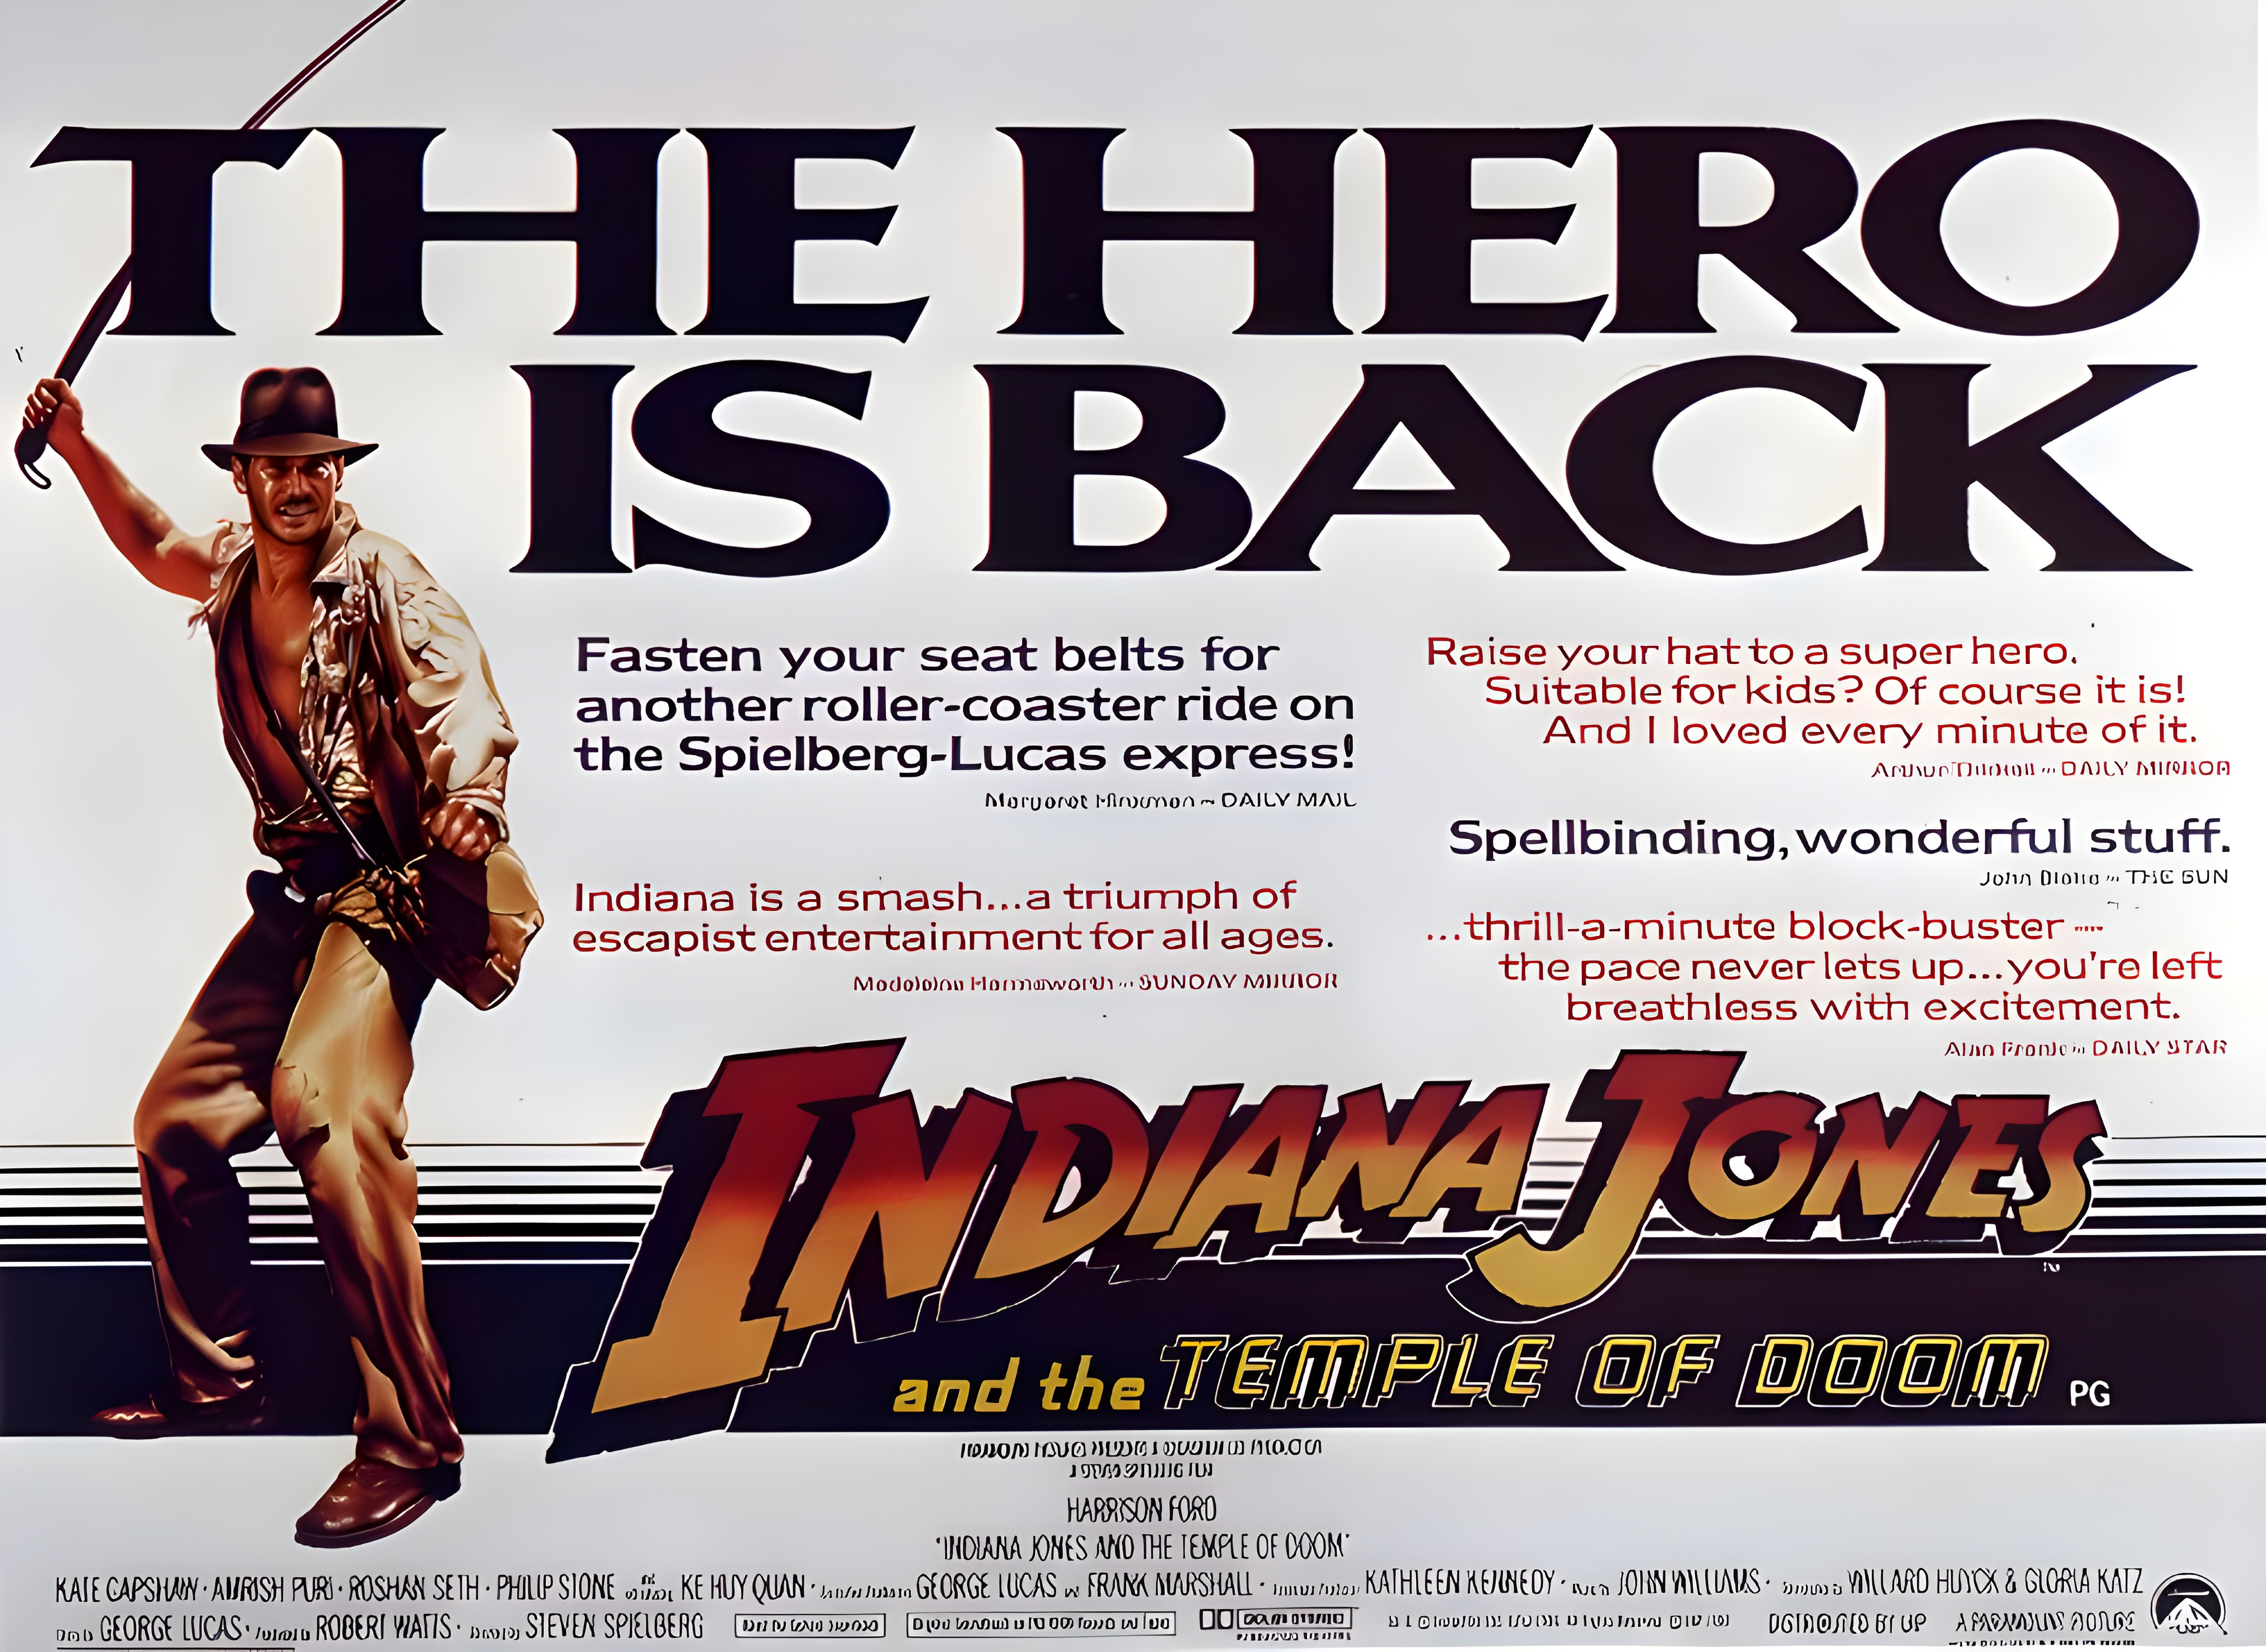 THE HERO
IS BACK
Fasten your seat belts for
another roller-coaster ride on
the Spielberg-Lucas express!
DAILY MAIL
Indiana is a smash...a triumph of
escapist entertainment for all ages.
SUNDAY MIRROR
Raise your hat to a super hero.
Suitable for kids? Of course it is!
And I loved every minute of it.
DAILY MIRROR
Spellbinding, wonderful stuff.
John THE SUN
...thrill-a-minute block-buster –
the pace never lets up...you're left
breathless with excitement.
DAILY STAR
INDIANA JONES
and the TEMPLE OF DOOM PG
HARRISON FORD
"INDIANA JONES AND THE TEMPLE OF DOOM"
KATE CAPSHAW · AMRISH PURI · ROSHAN SETH · PHILIP STONE KE HUY QUAN · GEORGE LUCAS FRANK MARSHALL · KATHLEEN KENNEDY · JOHN WILLIAMS · WILLARD HUYCK & GLORIA KATZ
GEORGE LUCAS · ROBERT WATTS · STEVEN SPIELBERG